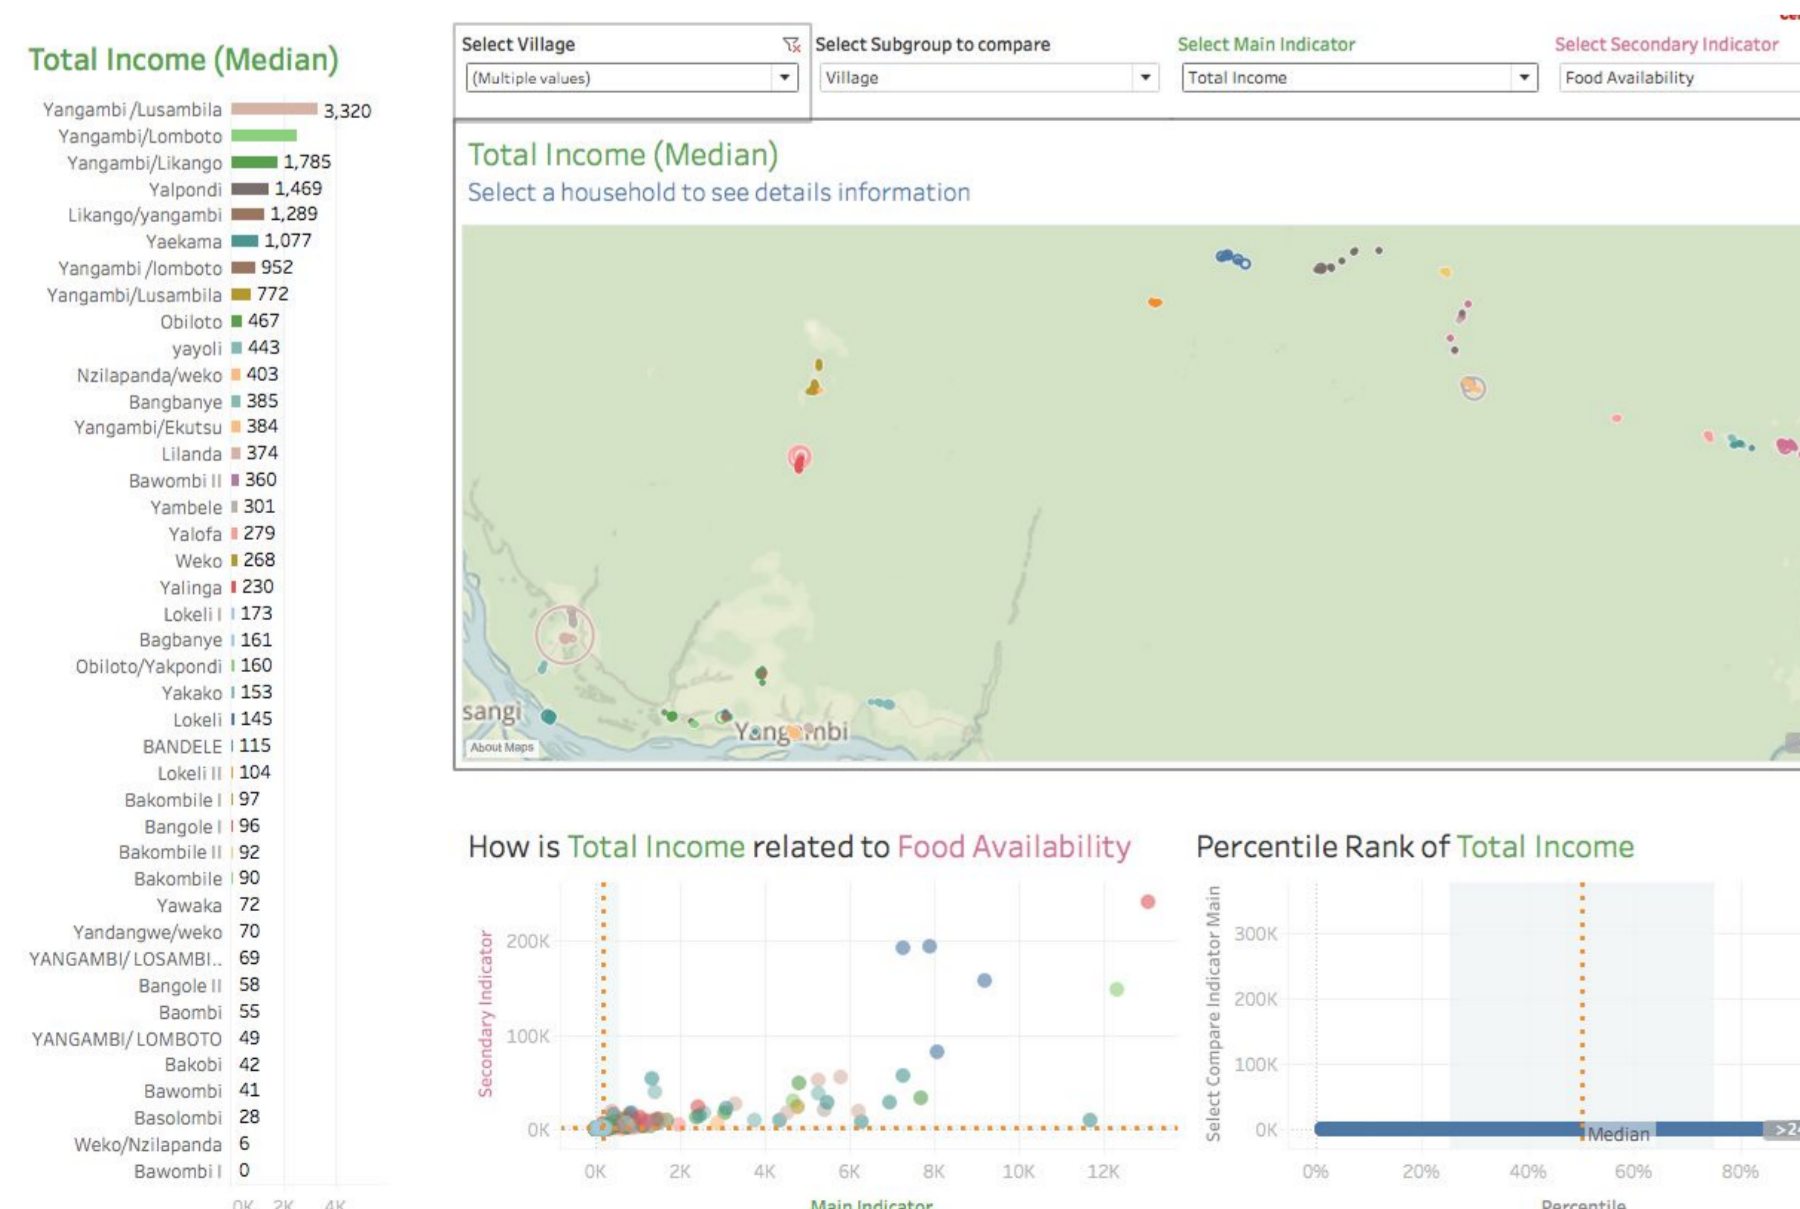 Total Income (Median)
Yangambi /Lusambila 3,320
Yangambi/Lomboto
Yangambi/Likango 1,785
Yalpondi 1,469
Likango/yangambi 1,289
Yaekama 1,077
Yangambi /lomboto 952
Yangambi/Lusambila 772
Obiloto 467
yayoli 443
Nzilapanda/weko 403
Bangbanye 385
Yangambi/Ekutsu 384
Lilanda 374
Bawombi II 360
Yambele 301
Yalofa 279
Weko 268
Yalinga 230
Lokeli I 173
Bagbanye 161
Obiloto/Yakpondi 160
Yakako 153
Lokeli 145
BANDELE 115
Lokeli II 104
Bakombile I 97
Bangole I 96
Bakombile II 92
Bakombile 90
Yawaka 72
Yandangwe/weko 70
YANGAMBI/ LOSAMBI.. 69
Bangole II 58
Baombi 55
YANGAMBI/ LOMBOTO 49
Bakobi 42
Bawombi 41
Basolombi 28
Weko/Nzilapanda 6
Bawombi I 0
0K 2K 4K
Select Village
(Multiple values)
Select Subgroup to compare
Village
Select Main Indicator
Total Income
Select Secondary Indicator
Food Availability
Total Income (Median)
Select a household to see details information
sangi
Yangambi
About Maps
How is Total Income related to Food Availability
Secondary Indicator
200K
100K
0K
0K 2K 4K 6K 8K 10K 12K
Main Indicator
Percentile Rank of Total Income
Select Compare Indicator Main
300K
200K
100K
0K
Median
0% 20% 40% 60% 80%
Percentile